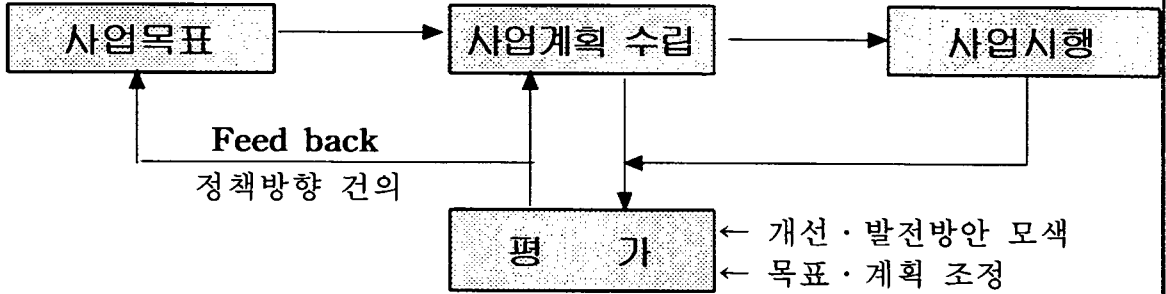 사업목표
사업계획 수립
사업시행
Feed back
정책방향 건의
평 가
← 개선 · 발전방안 모색
← 목표 · 계획 조정